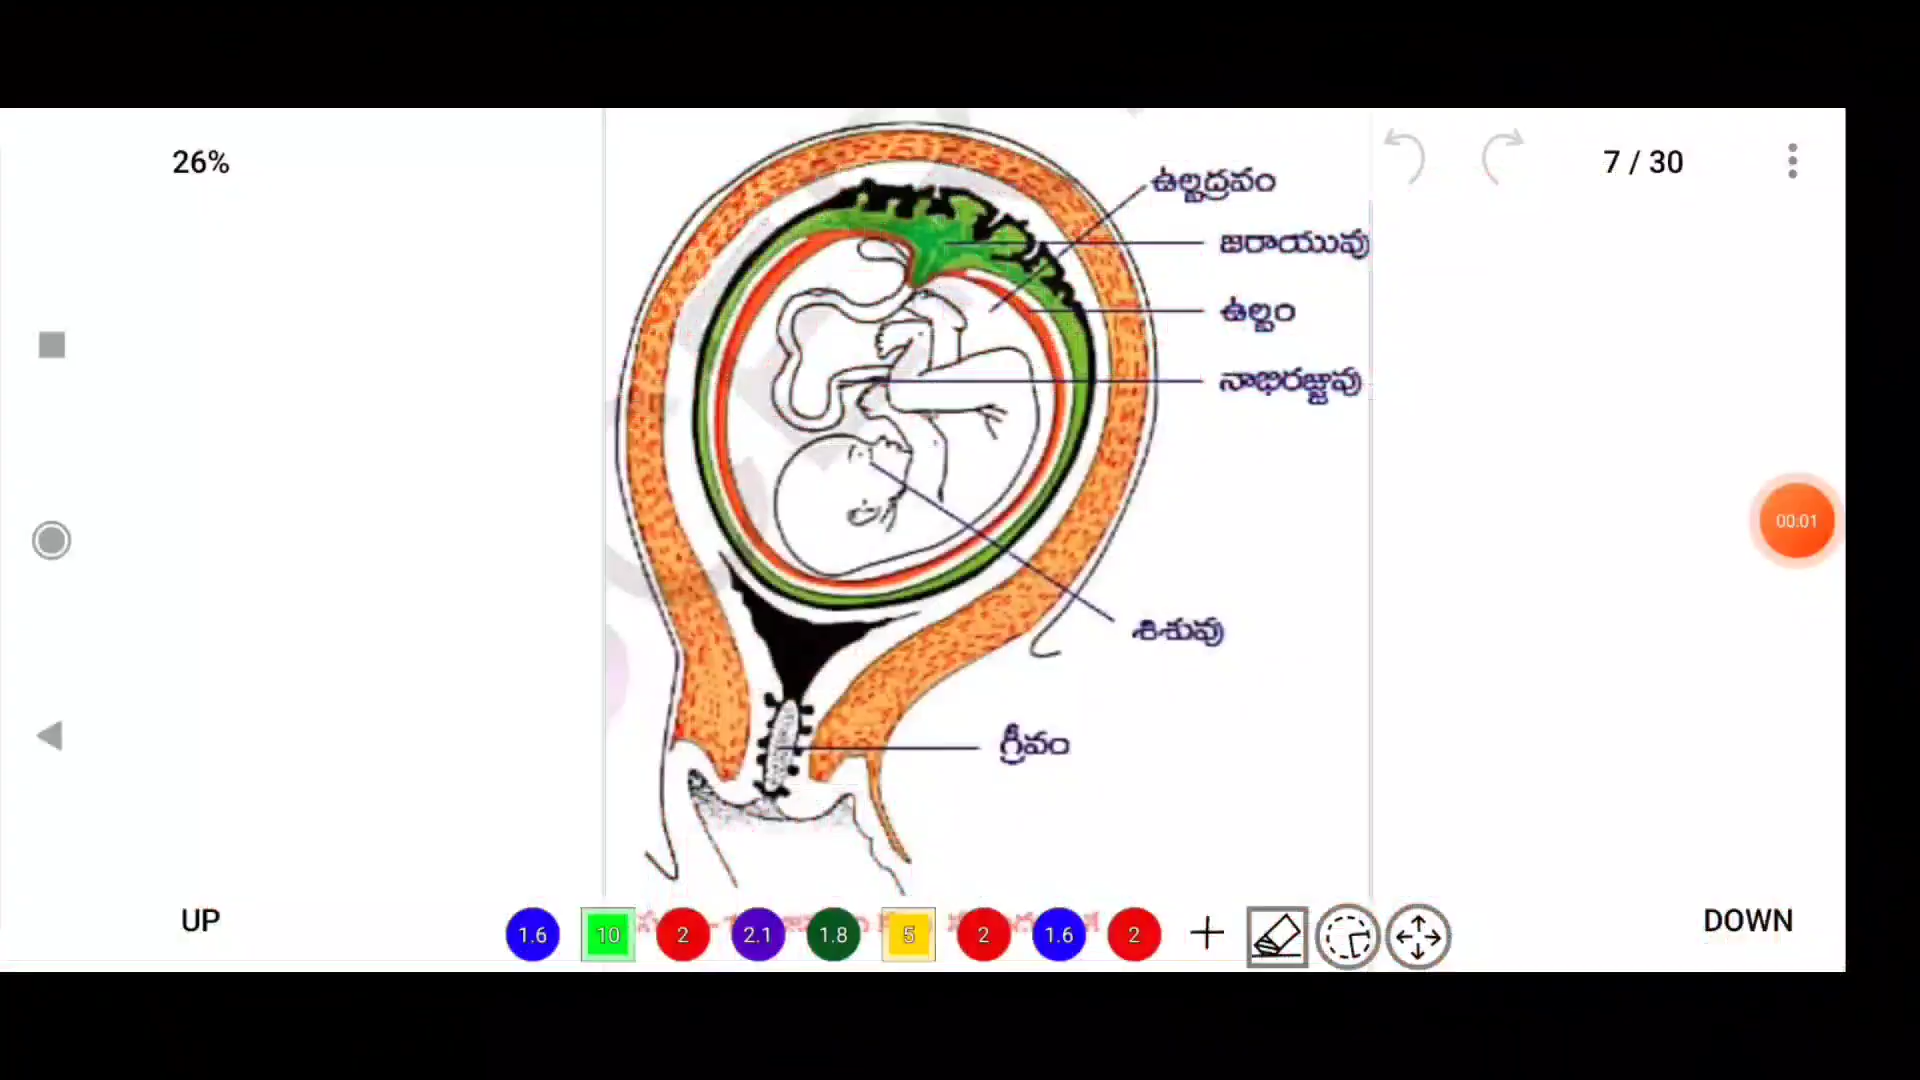 26%
7 / 30
ఉల్బద్రవం
జరాయువు
ఉల్బం
నాభిరజ్జువు
00:01
శిశువు
గ్రీవం
UP
DOWN
1.6 10 2 2.1 1.8 5 2 1.6 2